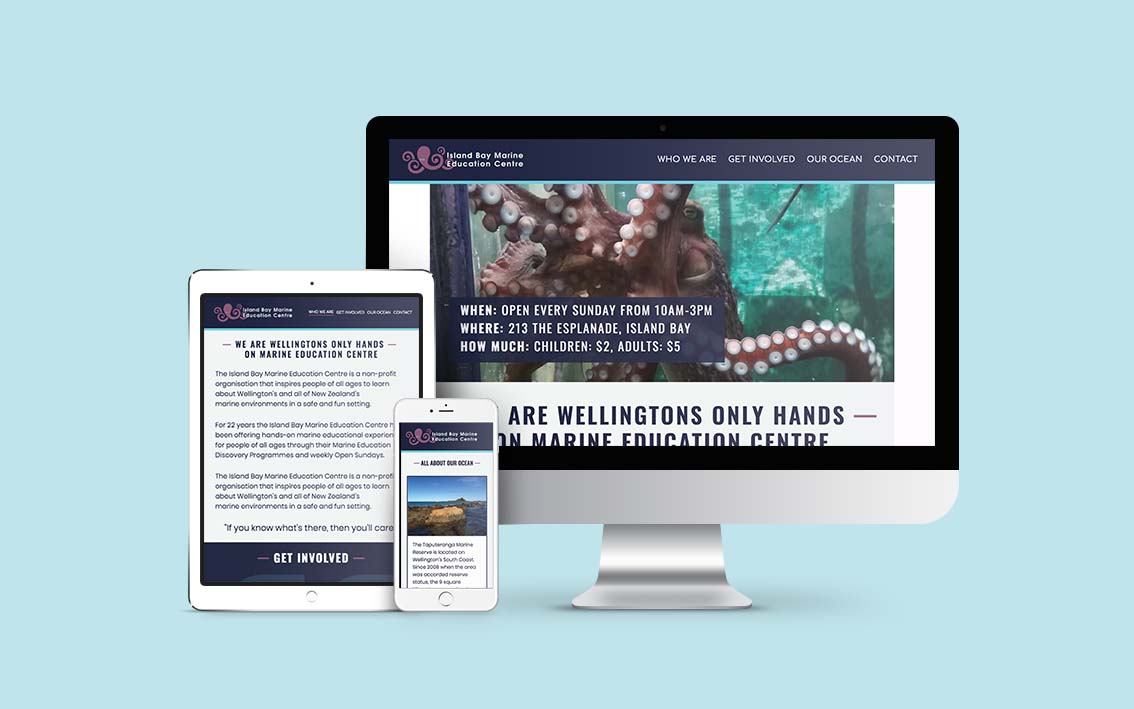 Island Bay Marine
Education Centre
WHO WE ARE
GET INVOLVED
OUR OCEAN
CONTACT
WHEN: OPEN EVERY SUNDAY FROM 10AM-3PM
WHERE: 213 THE ESPLANADE, ISLAND BAY
HOW MUCH: CHILDREN: $2, ADULTS: $5
ARE WELLINGTONS ONLY HANDS —
ON MARINE EDUCATION CENTRE
Island Bay Marine
Education Centre
WHO WE ARE
GET INVOLVED
OUR OCEAN
CONTACT
— WE ARE WELLINGTONS ONLY HANDS —
ON MARINE EDUCATION CENTRE
The Island Bay Marine Education Centre is a non-profit
organisation that inspires people of all ages to learn
about Wellington's and all of New Zealand's
marine environments in a safe and fun setting.
For 22 years the Island Bay Marine Education Centre
been offering hands-on marine educational
for people of all ages through their Marine Education
Discovery Programmes and weekly Open Sundays.
The Island Bay Marine Education Centre is a non-profit
organisation that inspires people of all ages to learn
about Wellington's and all of New Zealand's
marine environments in a safe and fun setting.
"If you know what's there, then you'll care
— GET INVOLVED —
Island Bay Marine
Education Centre
— ALL ABOUT OUR OCEAN —
The Taputeranga Marine
Reserve is located on
Wellington's South Coast.
Since 2008 when the area
was accorded reserve
status, the 9 square